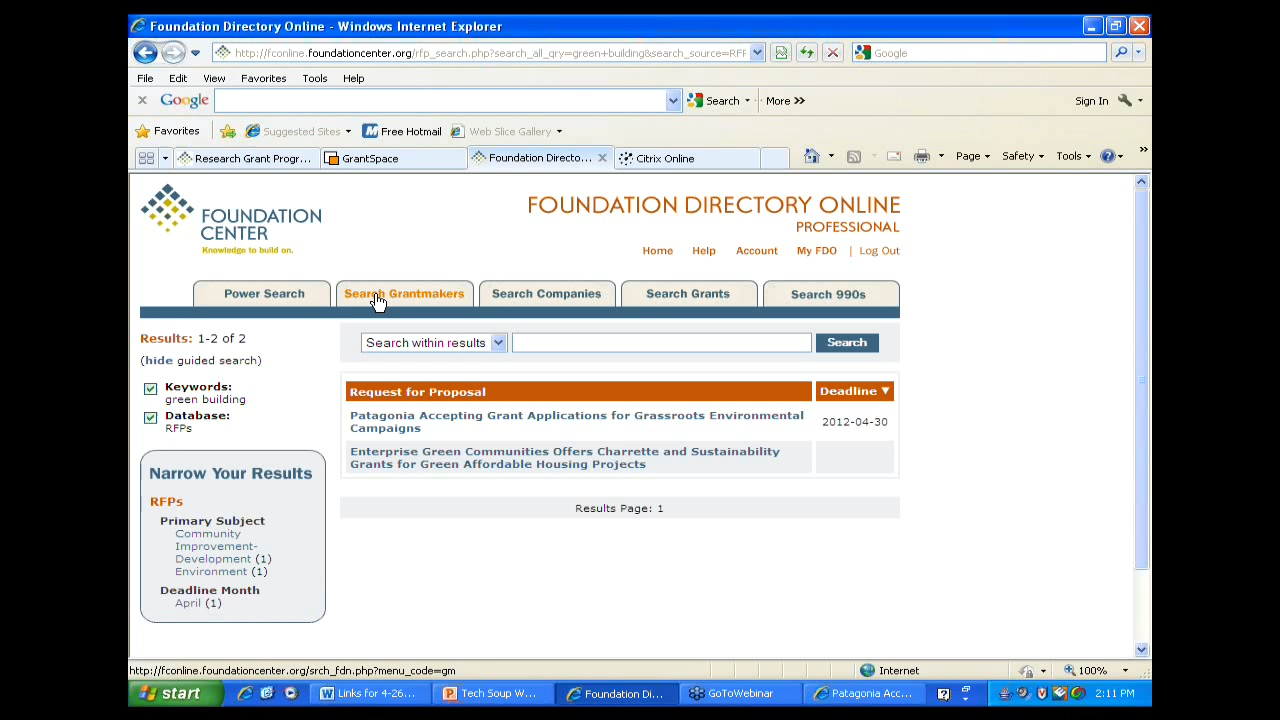 Foundation Directory Online - Windows Internet Explorer
http://fconline.foundationcenter.org/rfp_search.php?search_all_qry=green+building&search_source=RFF
Google
File Edit View Favorites Tools Help
Google Search More >> Sign In
Favorites Suggested Sites Free Hotmail Web Slice Gallery
Research Grant Progr... GrantSpace Foundation Directo... Citrix Online Page Safety Tools
FOUNDATION CENTER
Knowledge to build on.
FOUNDATION DIRECTORY ONLINE
PROFESSIONAL
Home Help Account My FDO | Log Out
Power Search Search Grantmakers Search Companies Search Grants Search 990s
Results: 1-2 of 2
(hide guided search)
Keywords:
green building
Database:
RFPs
Narrow Your Results
RFPs
Primary Subject
Community
Improvement-
Development (1)
Environment (1)
Deadline Month
April (1)
Search within results Search
Request for Proposal Deadline ▼
Patagonia Accepting Grant Applications for Grassroots Environmental
Campaigns
2012-04-30
Enterprise Green Communities Offers Charrette and Sustainability
Grants for Green Affordable Housing Projects
Results Page: 1
http://fconline.foundationcenter.org/srch_fdn.php?menu_code=gm
Internet 100%
start Links for 4-26... Tech Soup W... Foundation Di... GoToWebinar Patagonia Acc... 2:11 PM